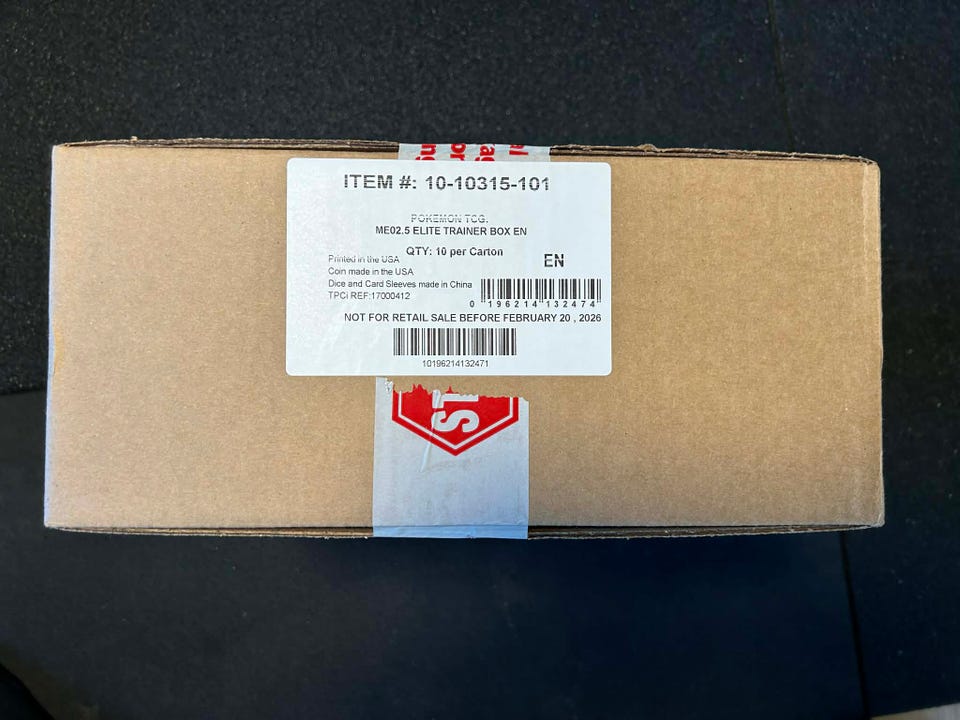 ITEM #: 10-10315-101
POKEMON TCG.
ME02.5 ELITE TRAINER BOX EN
QTY: 10 per Carton
Printed in the USA
EN
Coin made in the USA
Dice and Card Sleeves made in China
TPCi REF:17000412
0 196214 132474
NOT FOR RETAIL SALE BEFORE FEBRUARY 20 , 2026
10196214132471